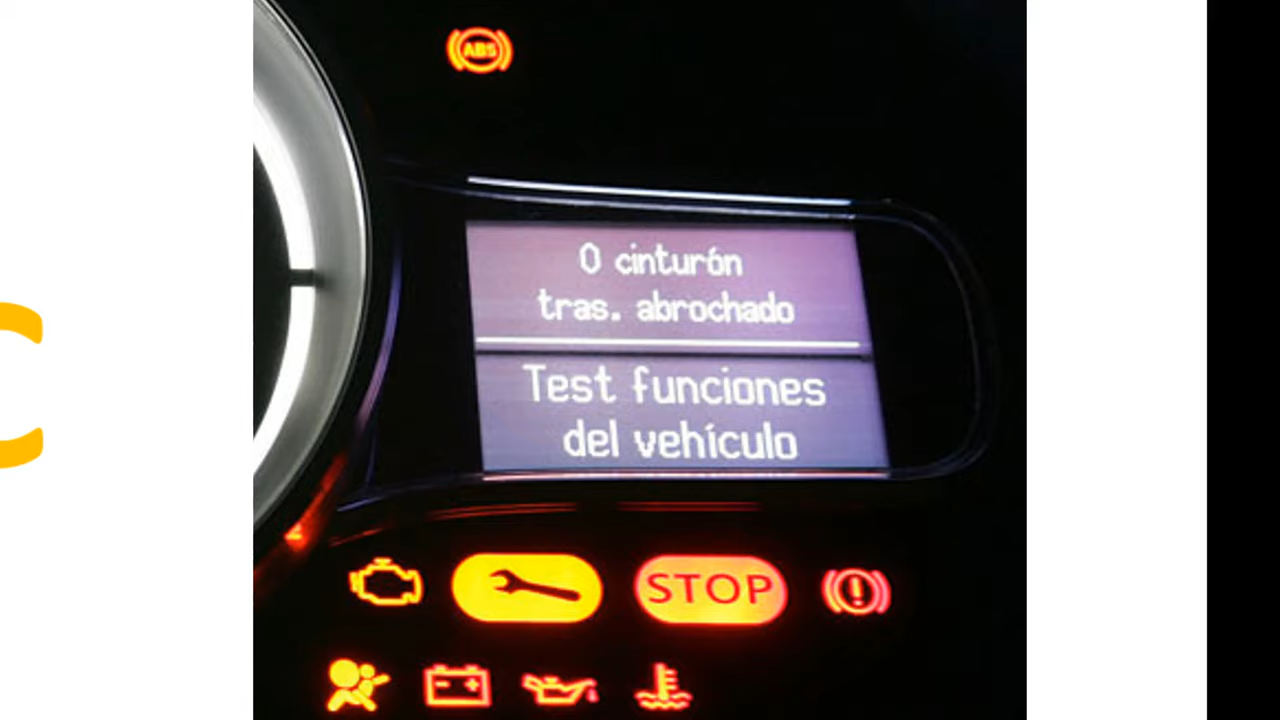 ABS
0 cinturón
tras. abrochado
Test funciones
del vehículo
STOP